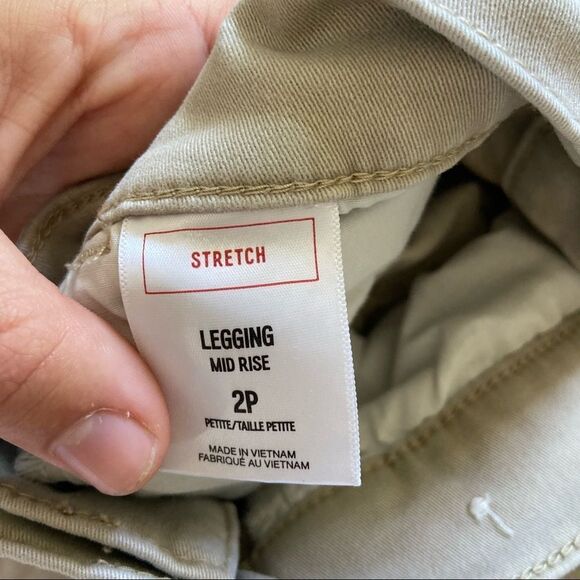 STRETCH
LEGGING
MID RISE
2P
PETITE/TAILLE PETITE
MADE IN VIETNAM
FABRIQUÉ AU VIETNAM